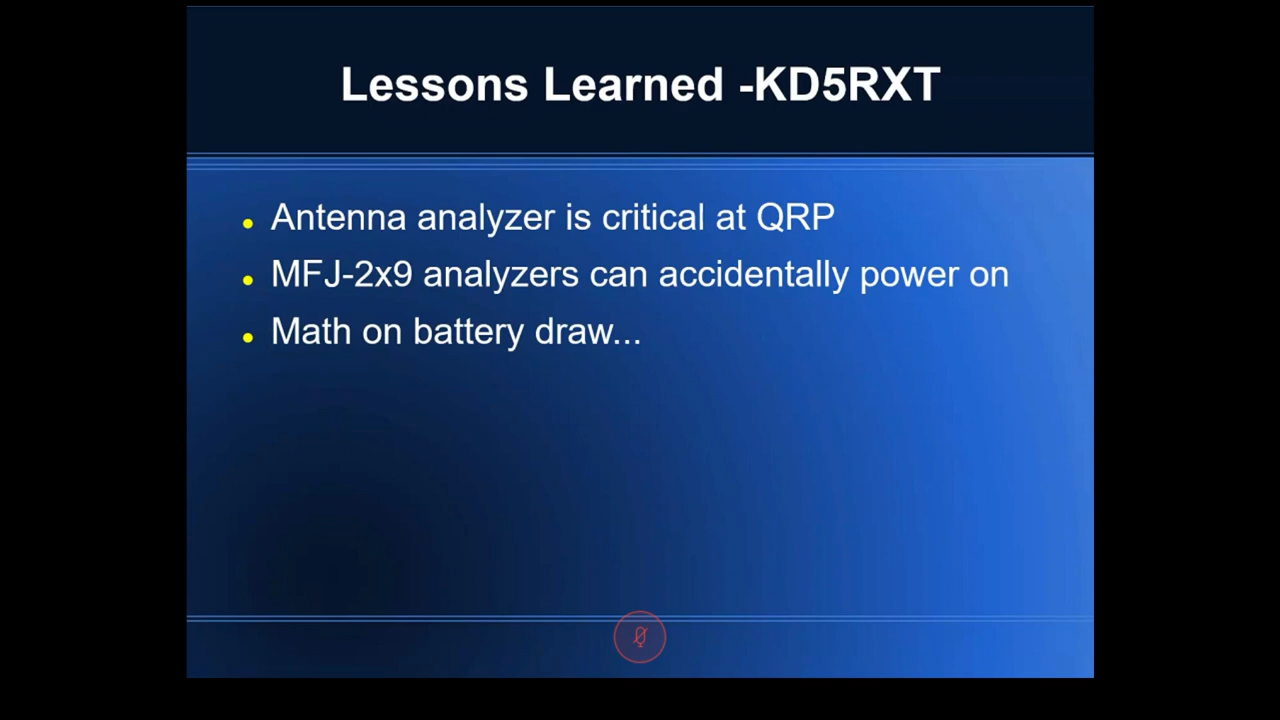 Lessons Learned -KD5RXT
Antenna analyzer is critical at QRP
MFJ-2x9 analyzers can accidentally power on
Math on battery draw...